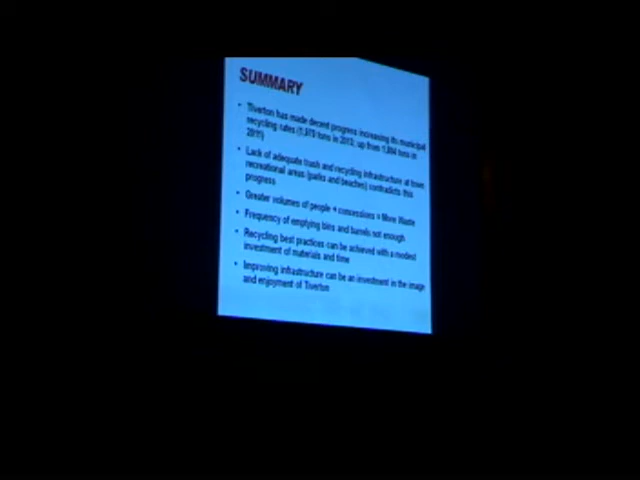 SUMMARY
• Tiverton has made decent progress increasing its municipal
recycling rates (1,979 tons in 2012, up from 1,884 tons in
2011)
• Lack of adequate trash and recycling infrastructure at town
recreational areas (parks and beaches) contradicts this
progress
• Greater volumes of people + concessions = More Waste
• Frequency of emptying bins and barrels not enough
• Recycling best practices can be achieved with a modest
investment of materials and time
• Improving infrastructure can be an investment in the image
and enjoyment of Tiverton